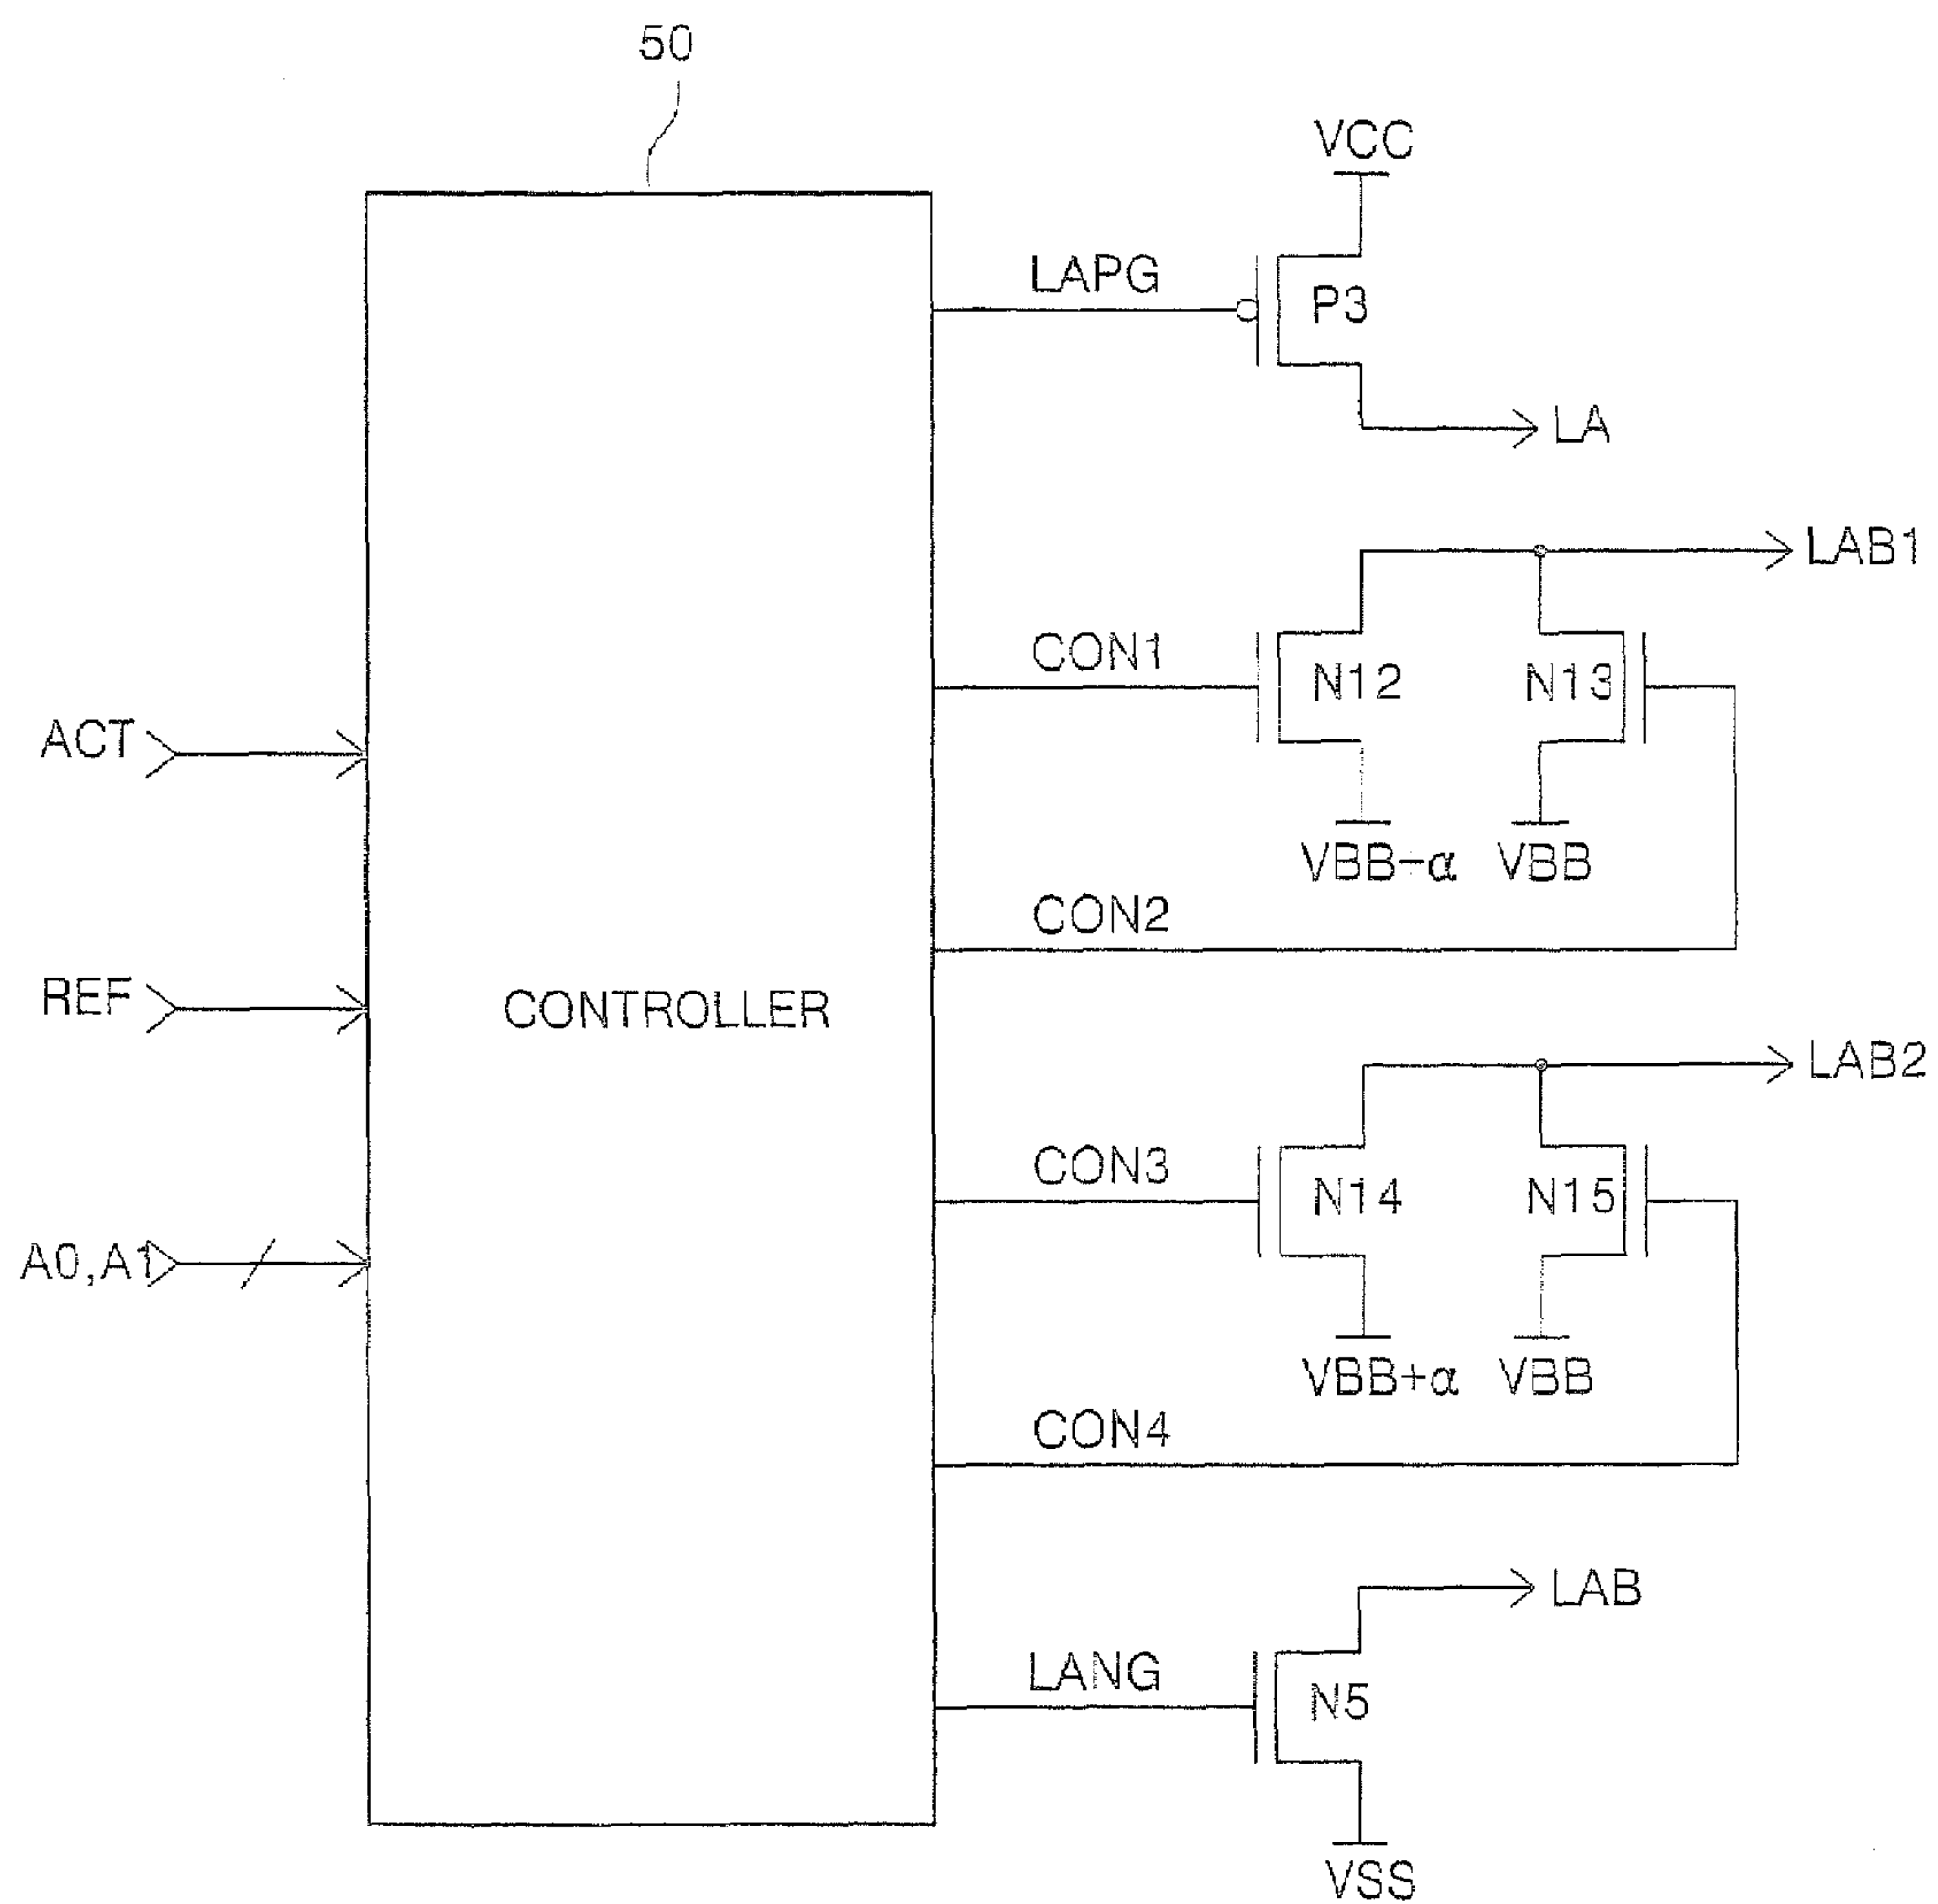 50
VCC
LAPG
P3
LA
LAB1
CON1
N12
N13
ACT
VBB-α
VBB
CON2
REF
CONTROLLER
LAB2
CON3
N14
N15
A0,A1
VBB+α
VBB
CON4
LAB
LANG
N5
VSS